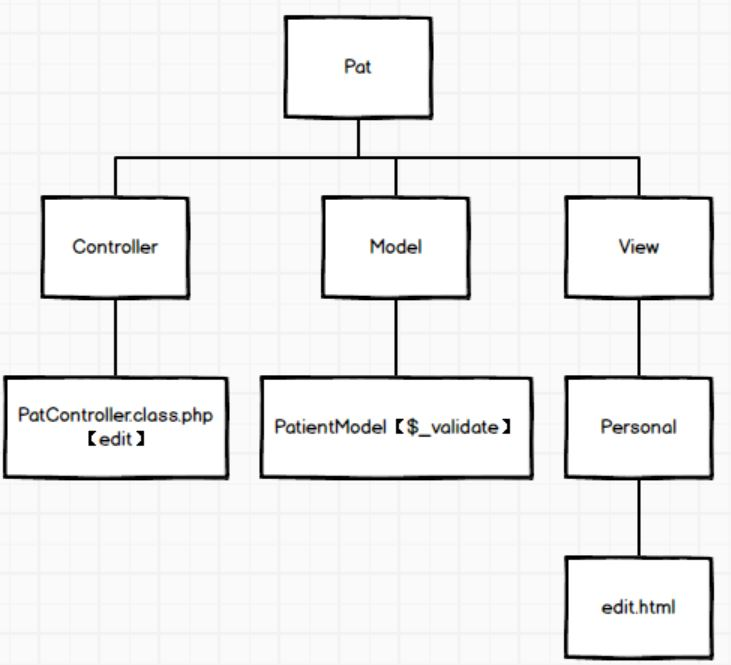 Pat
Controller
Model
View
PatController.class.php
【edit】
PatientModel【$_validate】
Personal
edit.html